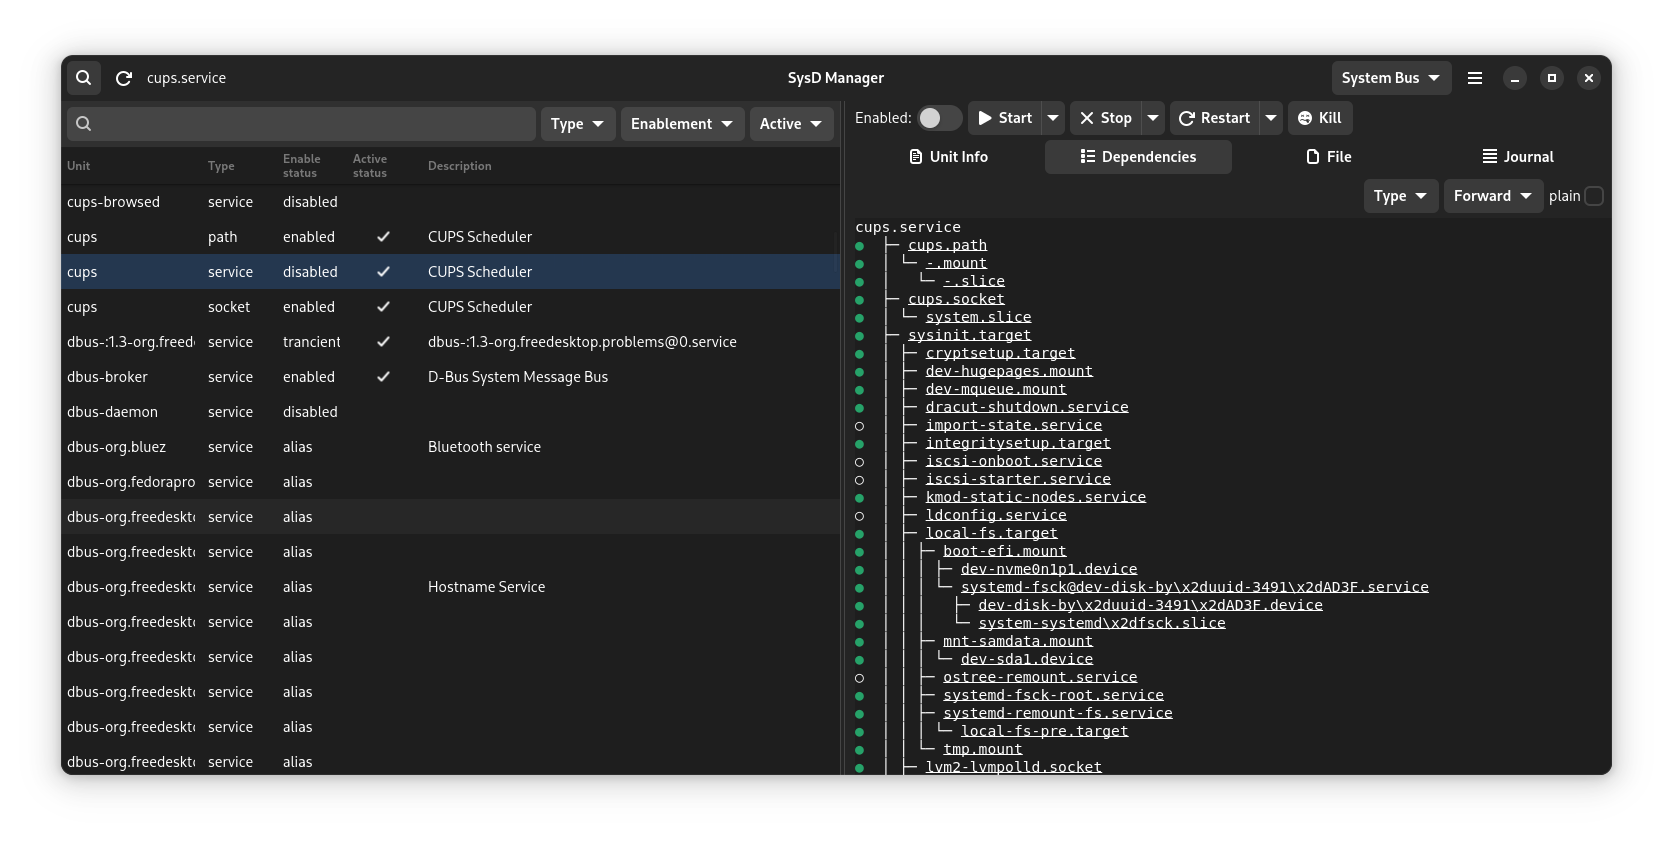 cups.service SysD Manager System Bus
Type Enablement Active
Enabled: Start Stop Restart Kill
Unit Info Dependencies File Journal
Type Forward plain
Unit Type Enable status Active status Description
cups-browsed service disabled
cups path enabled CUPS Scheduler
cups service disabled CUPS Scheduler
cups socket enabled CUPS Scheduler
dbus-:1.3-org.freed service trancient dbus-:1.3-org.freedesktop.problems@0.service
dbus-broker service enabled D-Bus System Message Bus
dbus-daemon service disabled
dbus-org.bluez service alias Bluetooth service
dbus-org.fedorapro service alias
dbus-org.freedeskt service alias
dbus-org.freedeskt service alias
dbus-org.freedeskt service alias Hostname Service
dbus-org.freedeskt service alias
dbus-org.freedeskt service alias
dbus-org.freedeskt service alias
dbus-org.freedeskt service alias
dbus-org.freedeskt service alias
cups.service
cups.path
-.mount
-.slice
cups.socket
system.slice
sysinit.target
cryptsetup.target
dev-hugepages.mount
dev-mqueue.mount
dracut-shutdown.service
import-state.service
integritysetup.target
iscsi-onboot.service
iscsi-starter.service
kmod-static-nodes.service
ldconfig.service
local-fs.target
boot-efi.mount
dev-nvme0n1p1.device
systemd-fsck@dev-disk-by\x2duuid-3491\x2dAD3F.service
dev-disk-by\x2duuid-3491\x2dAD3F.device
system-systemd\x2dfsck.slice
mnt-samdata.mount
dev-sda1.device
ostree-remount.service
systemd-fsck-root.service
systemd-remount-fs.service
local-fs-pre.target
tmp.mount
lvm2-lvmpolld.socket